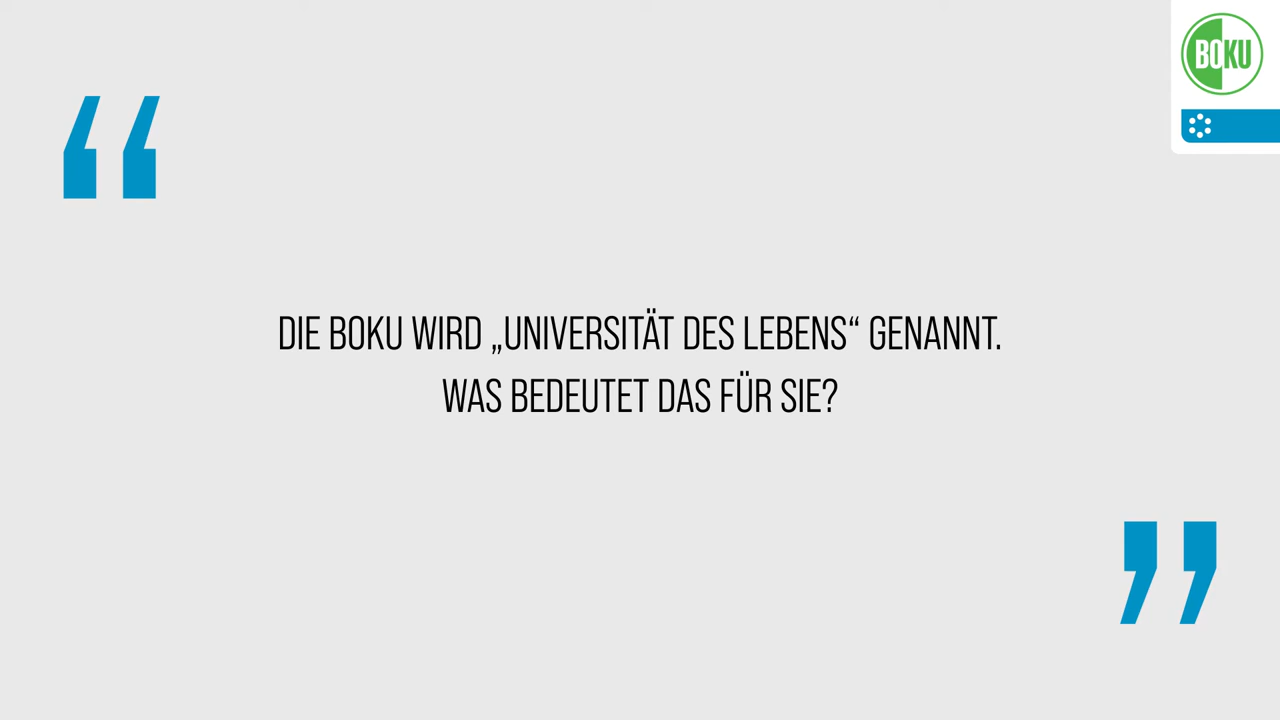 BOKU
DIE BOKU WIRD „UNIVERSITÄT DES LEBENS“ GENANNT.
WAS BEDEUTET DAS FÜR SIE?